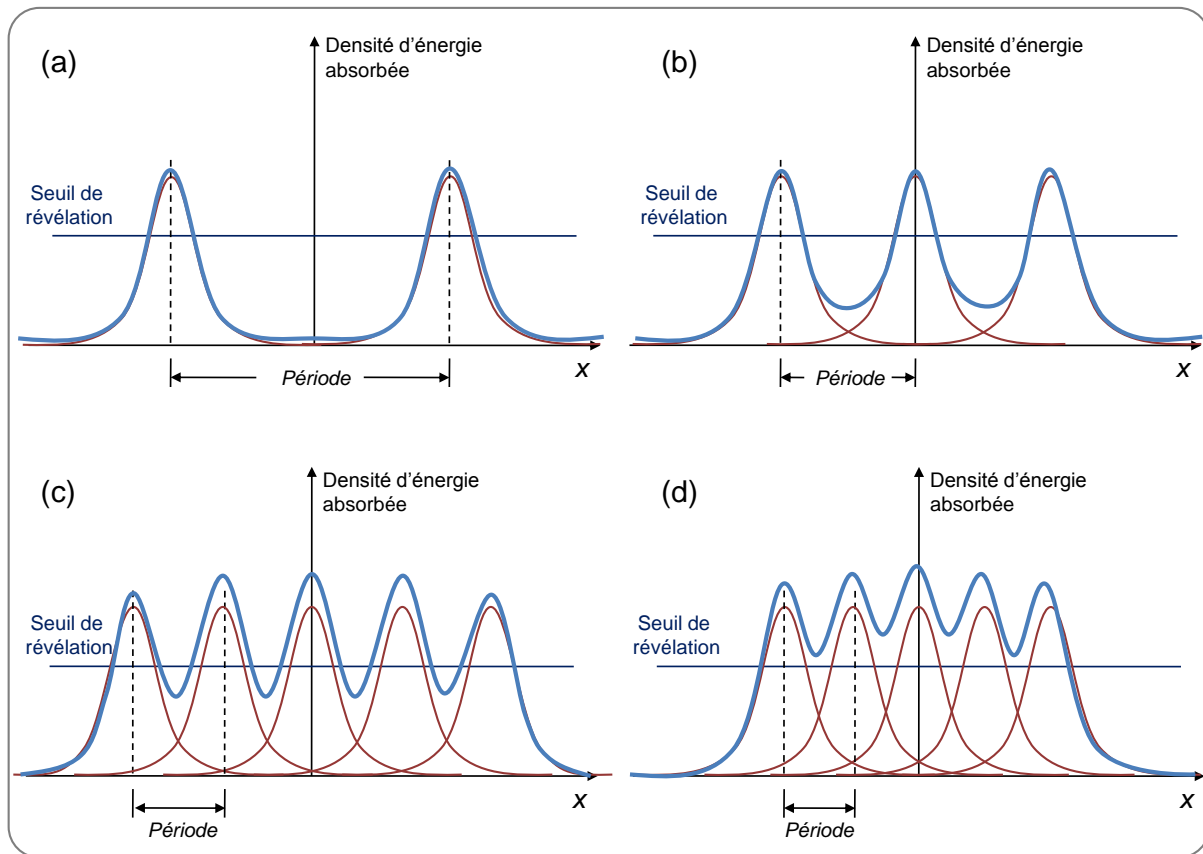 (a)
Densité d’énergie
absorbée
Seuil de
révélation
x
Période
(b)
Densité d’énergie
absorbée
Seuil de
révélation
x
Période
(c)
Densité d’énergie
absorbée
Seuil de
révélation
x
Période
(d)
Densité d’énergie
absorbée
Seuil de
révélation
x
Période